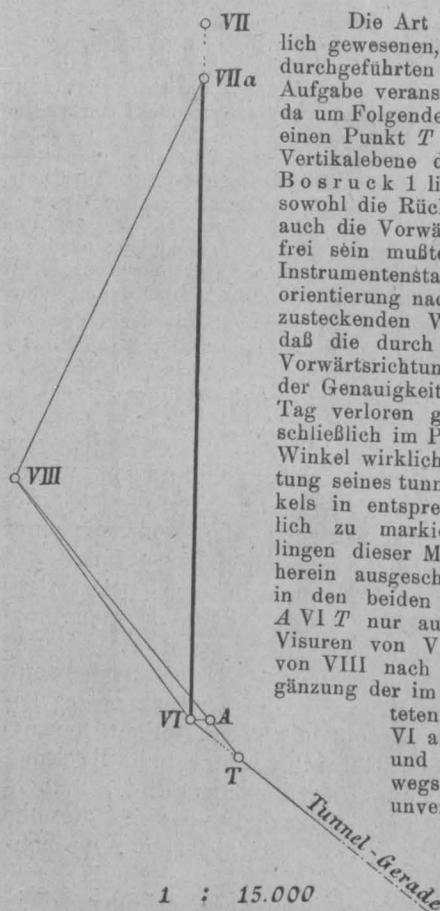 VII
VII a
VIII
VI
A
T
Tunnel-Gerade
1 : 15.000
Die Art
lich gewesenen,
durchgeführten
Aufgabe verans
da um Folgende
einen Punkt T
Vertikalebene d
Bosruck 1 li
sowohl die Rück
auch die Vorwä
frei sein mußte
Instrumentensta
orientierung nac
zusteckenden W
daß die durch
Vorwärtsrichtun
der Genauigkeit
Tag verloren g
schließlich im P
Winkel wirklich
tung seines tunn
kels in entspre
lich zu markie
lingen dieser M
herein ausgesch
in den beiden
A VI T nur au
Visuren von V
von VIII nach
gänzung der im
teten
VI a
und
wegs
unve